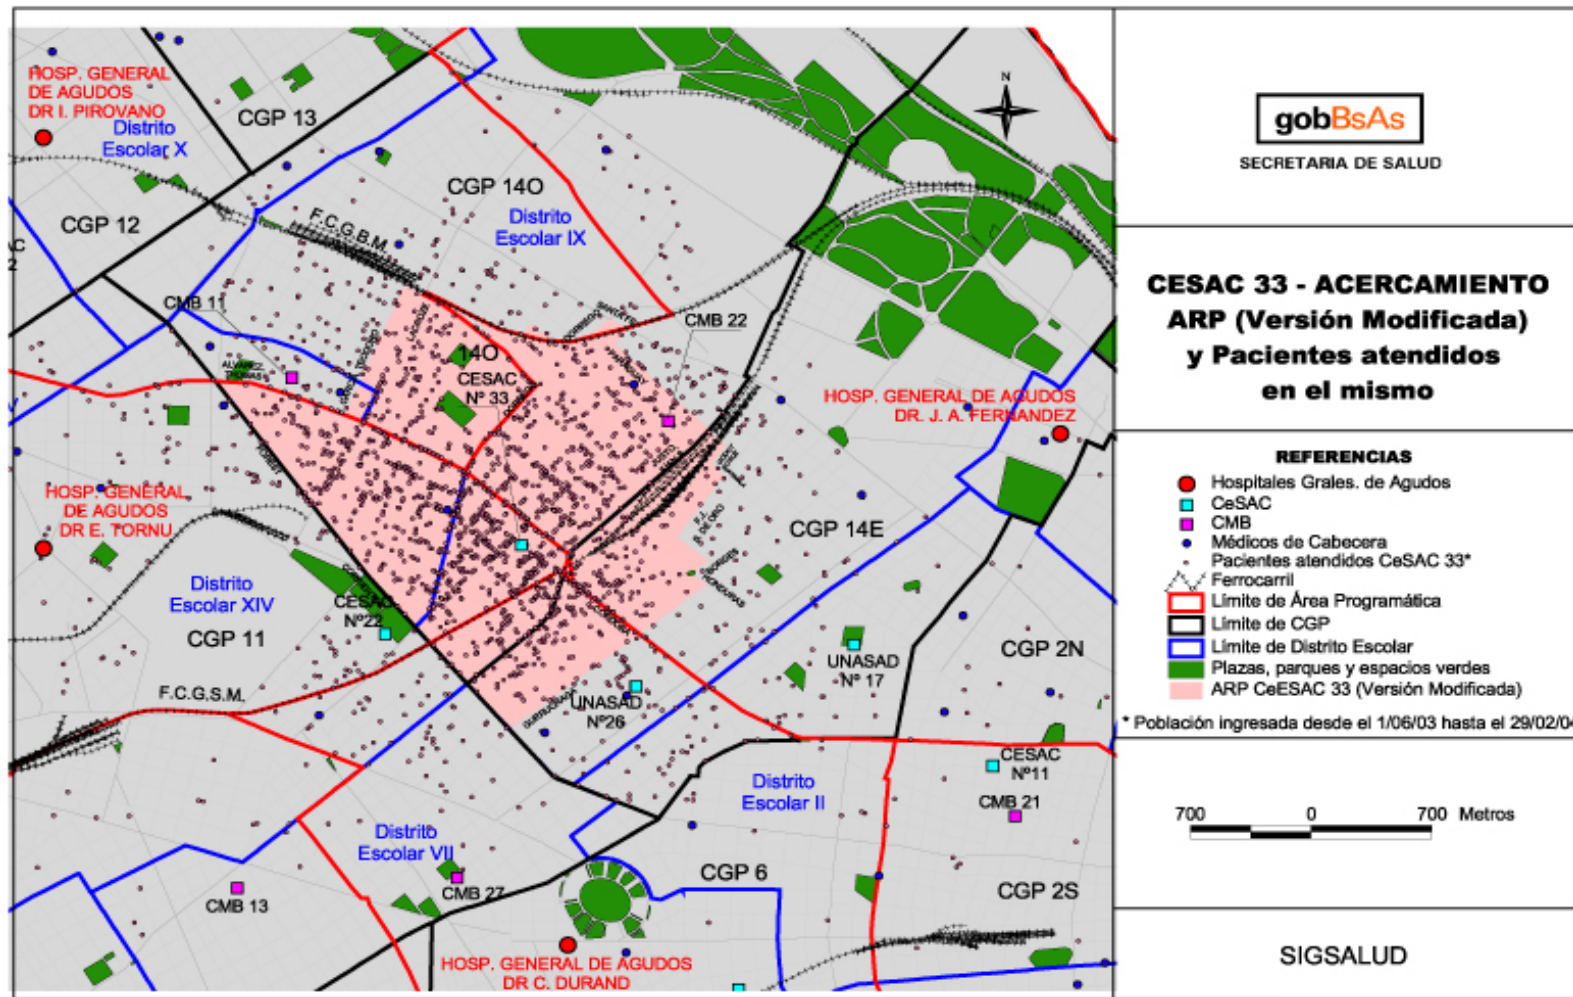 HOSP. GENERAL
DE AGUDOS
DR I. PIROVANO
Distrito
Escolar X
CGP 13
CGP 12
CGP 14O
Distrito
Escolar IX
F.C.G.B.M.
N
CMB 11
CMB 22
ALVAREZ
THOMAS
14O
CESAC
Nº 33
HOSP. GENERAL DE AGUDOS
DR. J. A. FERNANDEZ
HOSP. GENERAL
DE AGUDOS
DR E. TORNU
CGP 14E
Distrito
Escolar XIV
CGP 11
CESAC
Nº22
HONDURAS
CORDOBA
GURRUCHAGA
F.C.G.S.M.
UNASAD
Nº26
UNASAD
Nº 17
CGP 2N
CESAC
Nº11
CMB 21
Distrito
Escolar II
Distrito
Escolar VII
CMB 13
CMB 27
CGP 6
CGP 2S
HOSP. GENERAL DE AGUDOS
DR C. DURAND
gobBsAs
SECRETARIA DE SALUD
CESAC 33 - ACERCAMIENTO
ARP (Versión Modificada)
y Pacientes atendidos
en el mismo
REFERENCIAS
Hospitales Grales. de Agudos
CeSAC
CMB
Médicos de Cabecera
Pacientes atendidos CeSAC 33*
Ferrocarril
Límite de Área Programática
Límite de CGP
Límite de Distrito Escolar
Plazas, parques y espacios verdes
ARP CeESAC 33 (Versión Modificada)
* Población ingresada desde el 1/06/03 hasta el 29/02/04
700 0 700 Metros
SIGSALUD